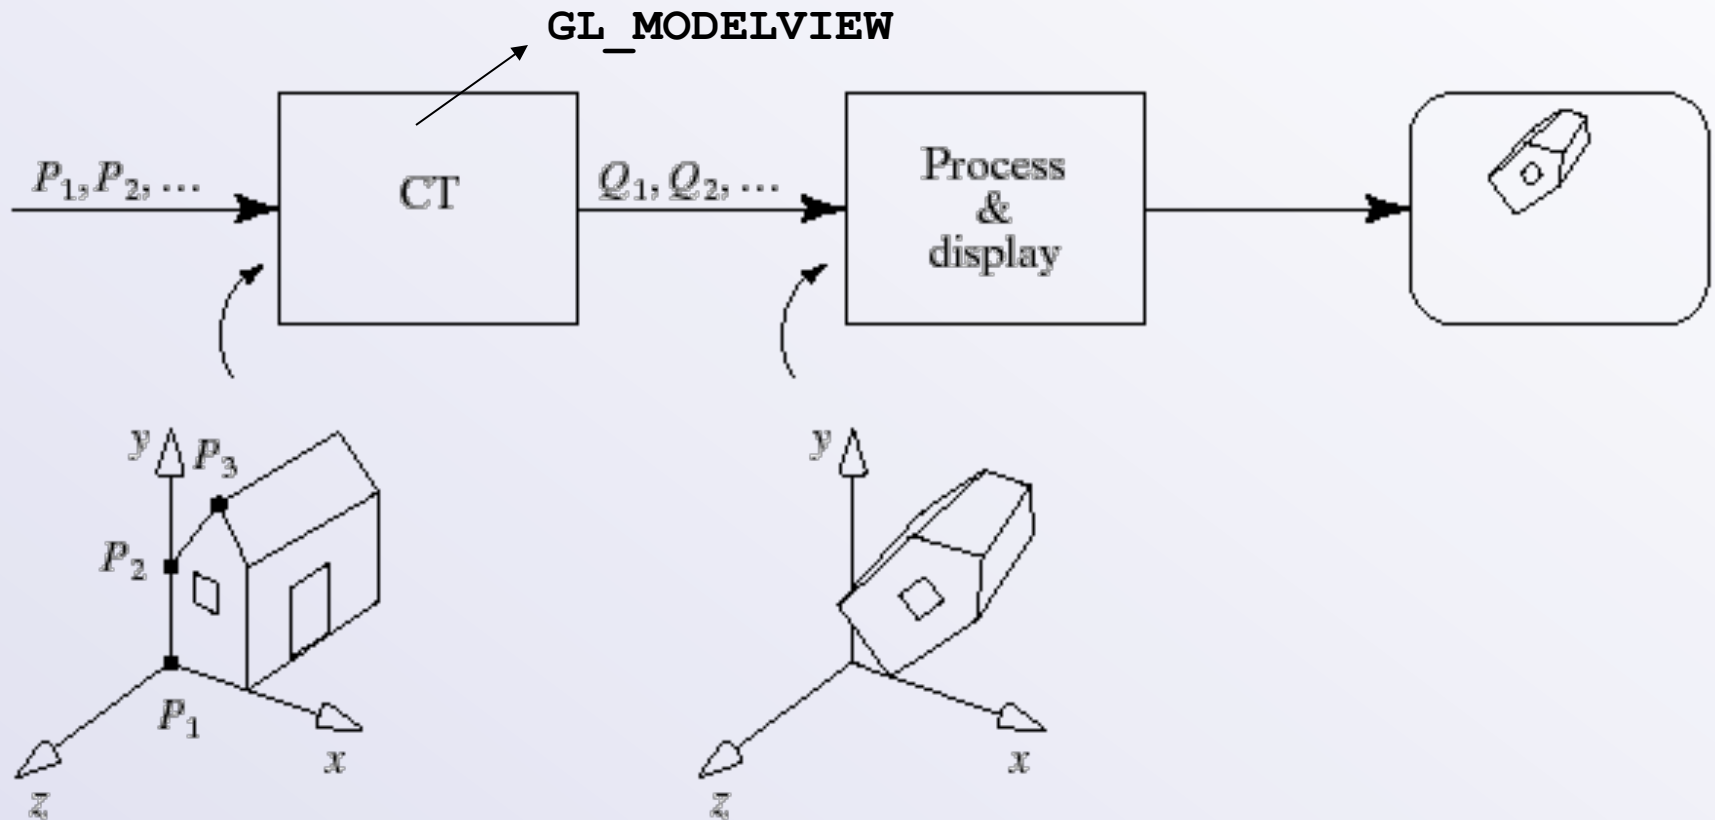 GL_MODELVIEW
P₁, P₂, ...
CT
Q₁, Q₂, ...
Process
&
display
y
P₃
P₂
P₁
x
z
y
x
z